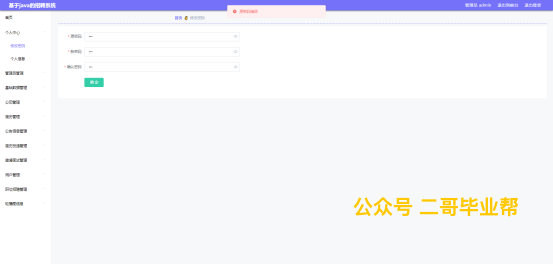 基于java的招聘系统
管理员 admin
退出到前台
退出登录
原密码错误
首页
首页
修改密码
个人中心
* 原密码
* 新密码
修改密码
个人信息
* 确认密码
管理员管理
基础数据管理
公司管理
简历管理
公告信息管理
简历投递管理
邀请面试管理
用户管理
职位招聘管理
轮播图信息
公众号 二哥毕业帮